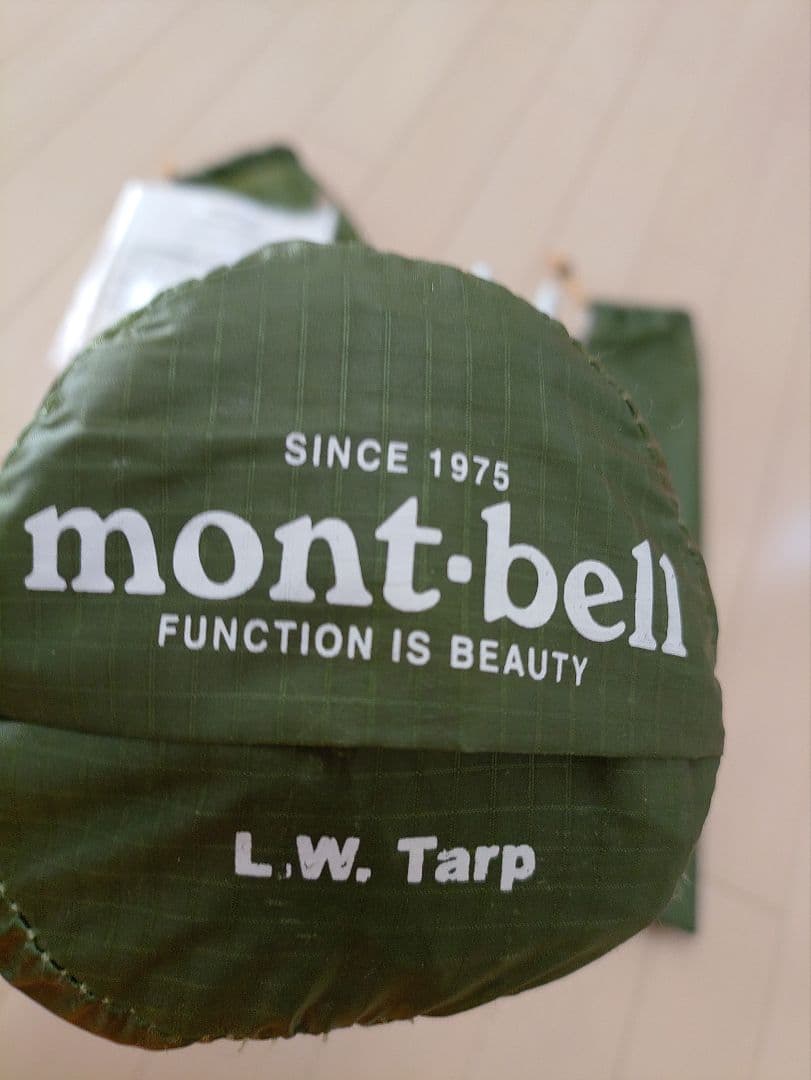 SINCE 1975
mont·bell
FUNCTION IS BEAUTY
L.W. Tarp